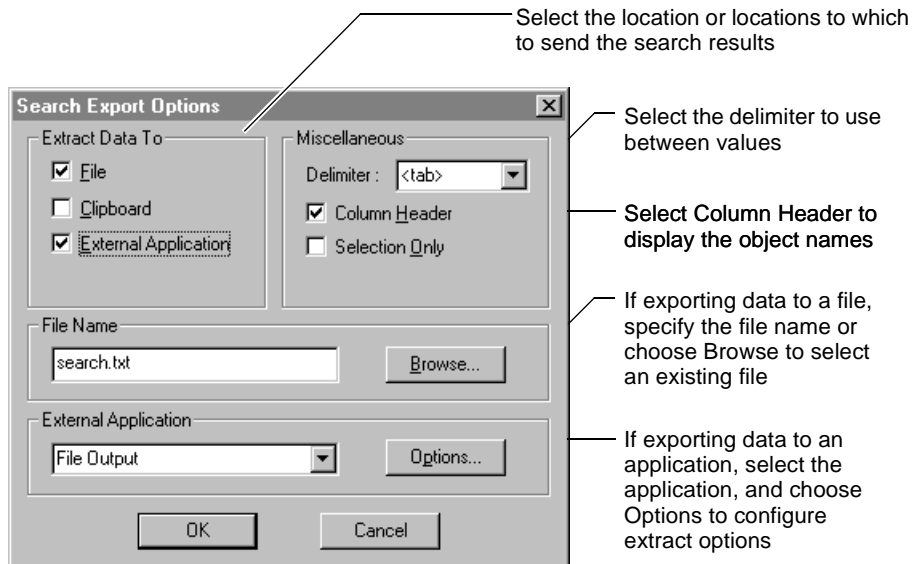 Select the location or locations to which
to send the search results
Search Export Options
Extract Data To
File
Clipboard
External Application
Miscellaneous
Delimiter : <tab>
Column Header
Selection Only
File Name
search.txt
Browse...
External Application
File Output
Options...
OK
Cancel
Select the delimiter to use
between values
Select Column Header to
display the object names
If exporting data to a file,
specify the file name or
choose Browse to select
an existing file
If exporting data to an
application, select the
application, and choose
Options to configure
extract options